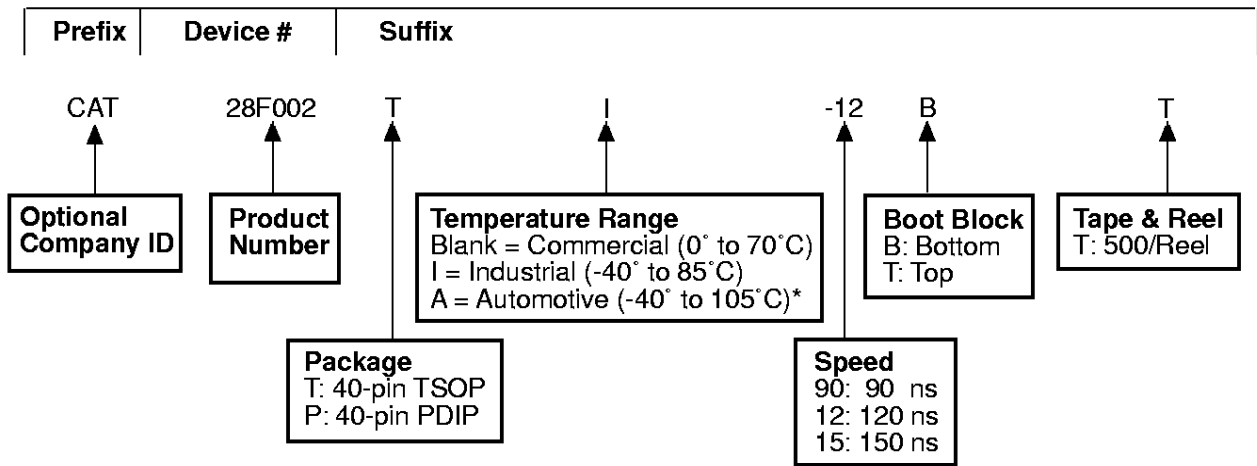 Prefix Device # Suffix
CAT 28F002 T I -12 B T
Optional
Company ID
Product
Number
Temperature Range
Blank = Commercial (0˚ to 70˚C)
I = Industrial (-40˚ to 85˚C)
A = Automotive (-40˚ to 105˚C)*
Boot Block
B: Bottom
T: Top
Tape & Reel
T: 500/Reel
Package
T: 40-pin TSOP
P: 40-pin PDIP
Speed
90: 90 ns
12: 120 ns
15: 150 ns